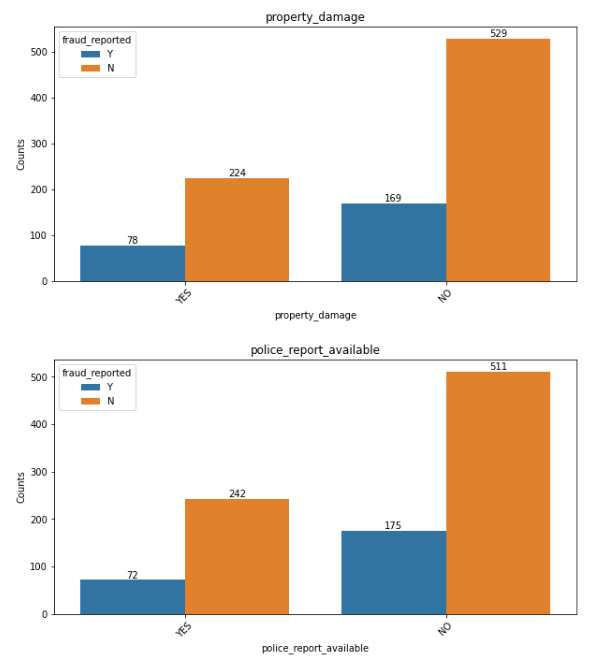 property_damage
fraud_reported
Y
N
500
400
300
200
100
0
Counts
78
224
169
529
YES
NO
property_damage
police_report_available
fraud_reported
Y
N
500
400
300
200
100
0
Counts
72
242
175
511
YES
NO
police_report_available